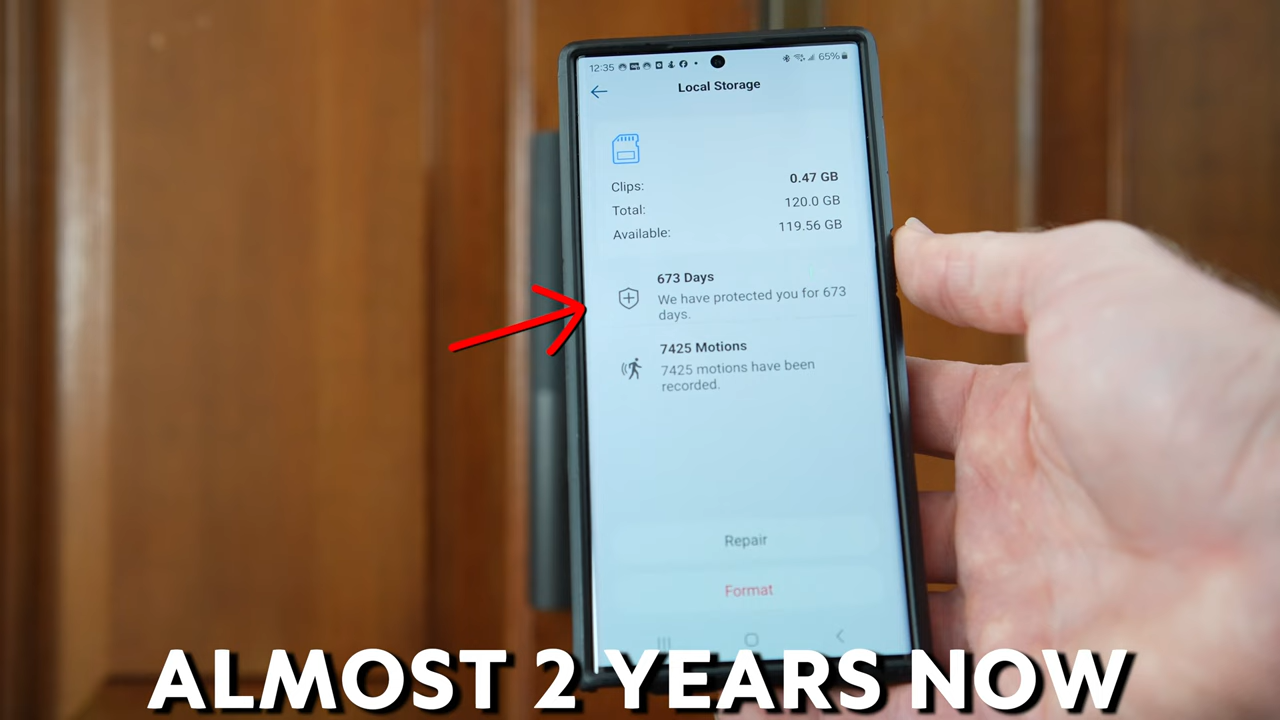 12:35
65%
Local Storage
Clips: 0.47 GB
Total: 120.0 GB
Available: 119.56 GB
673 Days
We have protected you for 673
days.
7425 Motions
7425 motions have been
recorded.
Repair
Format
ALMOST 2 YEARS NOW